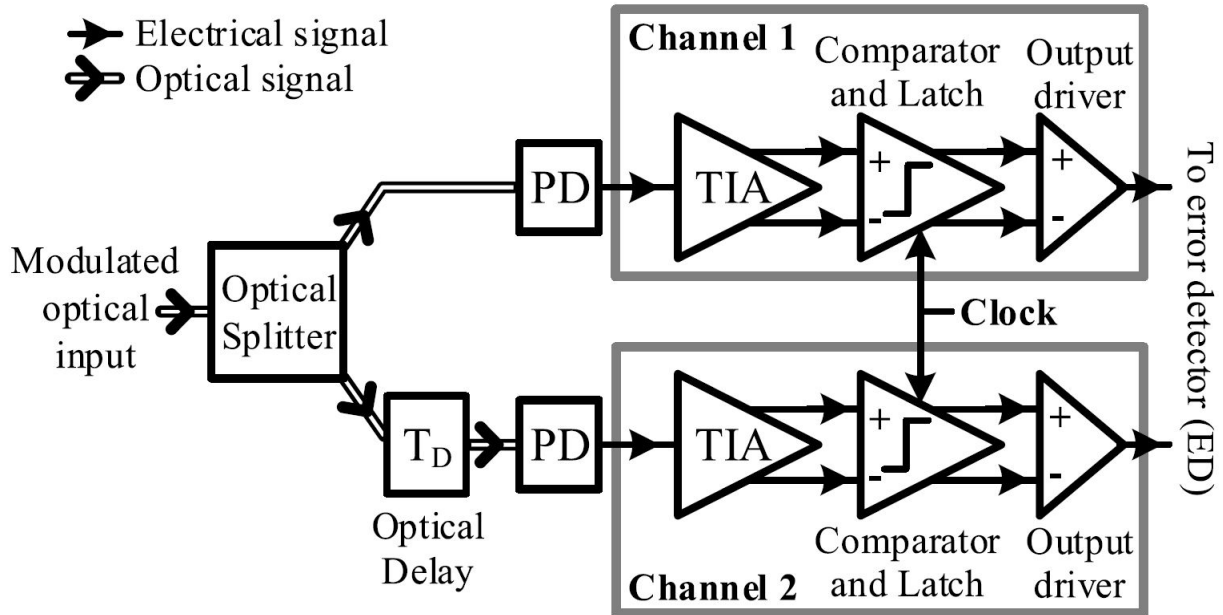 Electrical signal
Optical signal
Channel 1
Comparator
and Latch
Output
driver
PD
TIA
+
-
+
-
Modulated
optical
input
Optical
Splitter
Clock
To error detector (ED)
T_D
PD
TIA
+
-
+
-
Optical
Delay
Comparator
and Latch
Output
driver
Channel 2